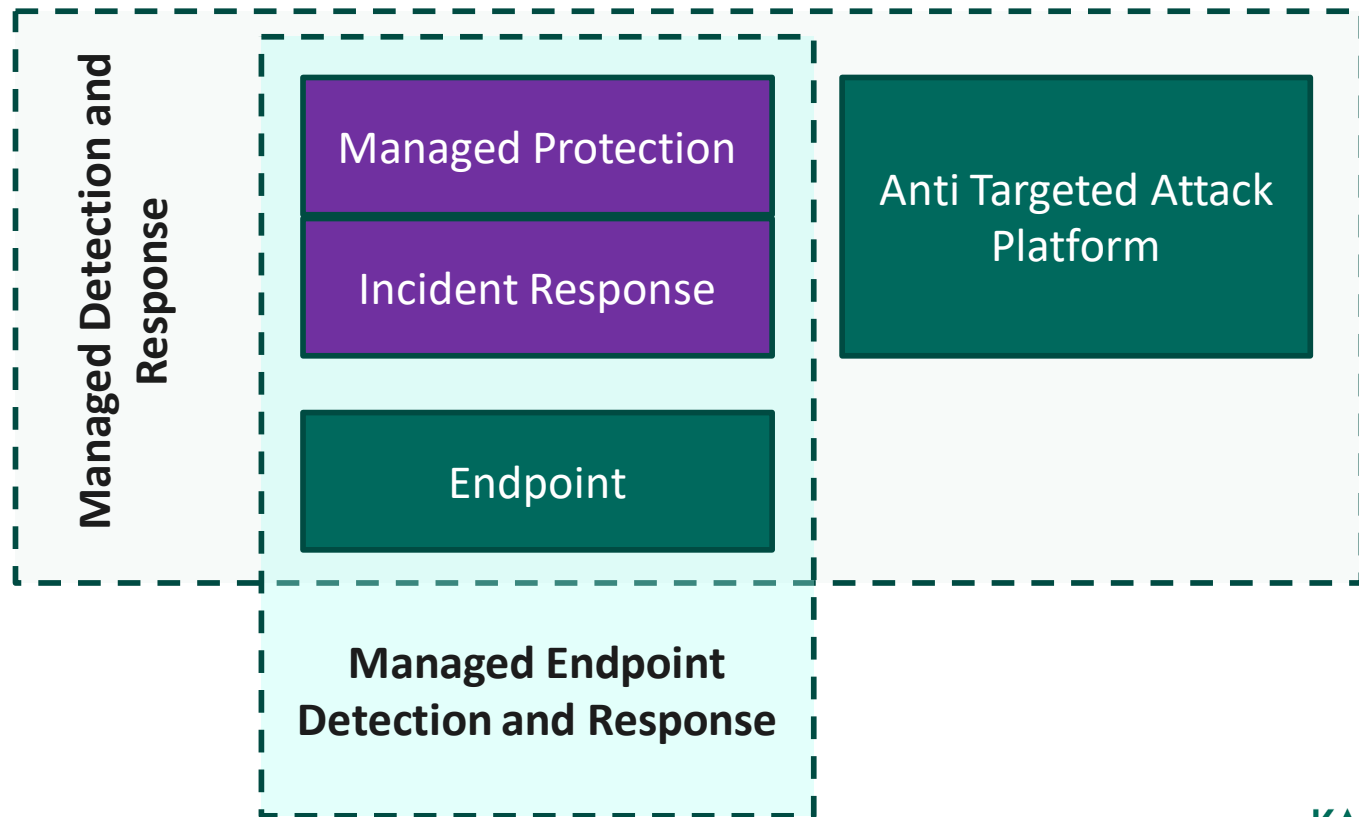 Managed Detection and
Response
Managed Protection
Incident Response
Endpoint
Anti Targeted Attack
Platform
Managed Endpoint
Detection and Response